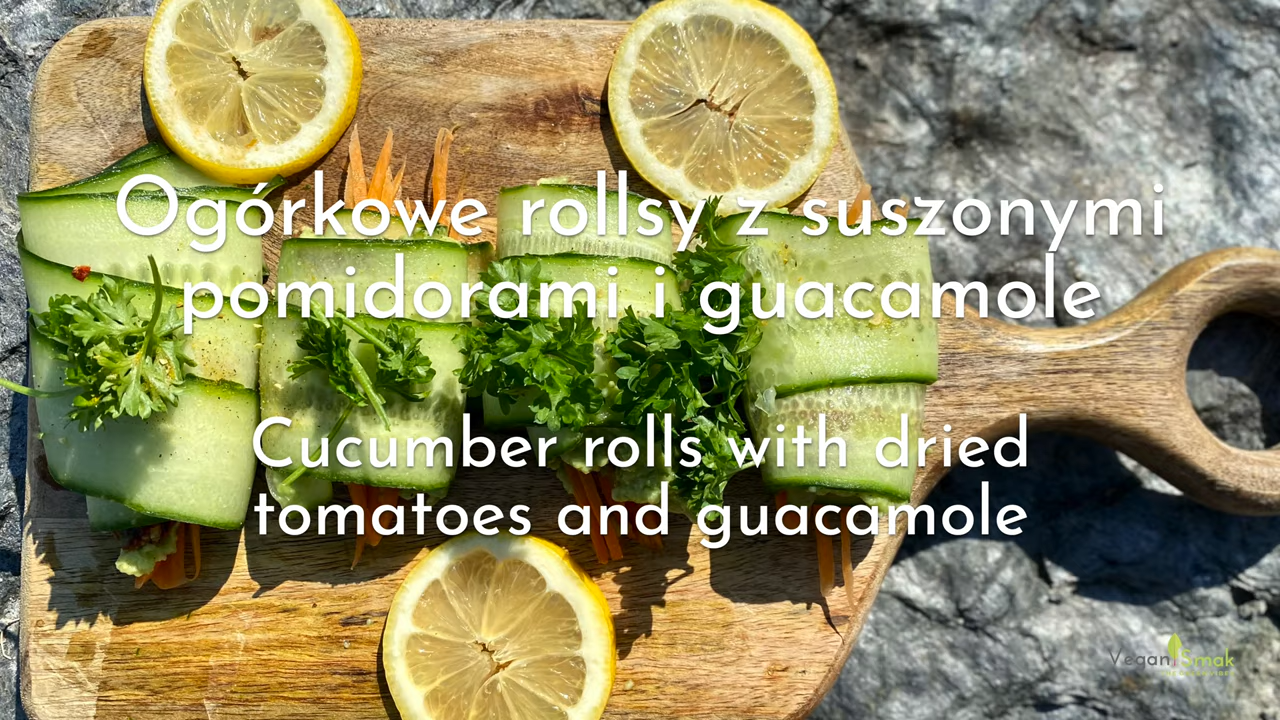 Ogórkowe rollsy z suszonymi
pomidorami i guacamole
Cucumber rolls with dried
tomatoes and guacamole
Vegan Smak